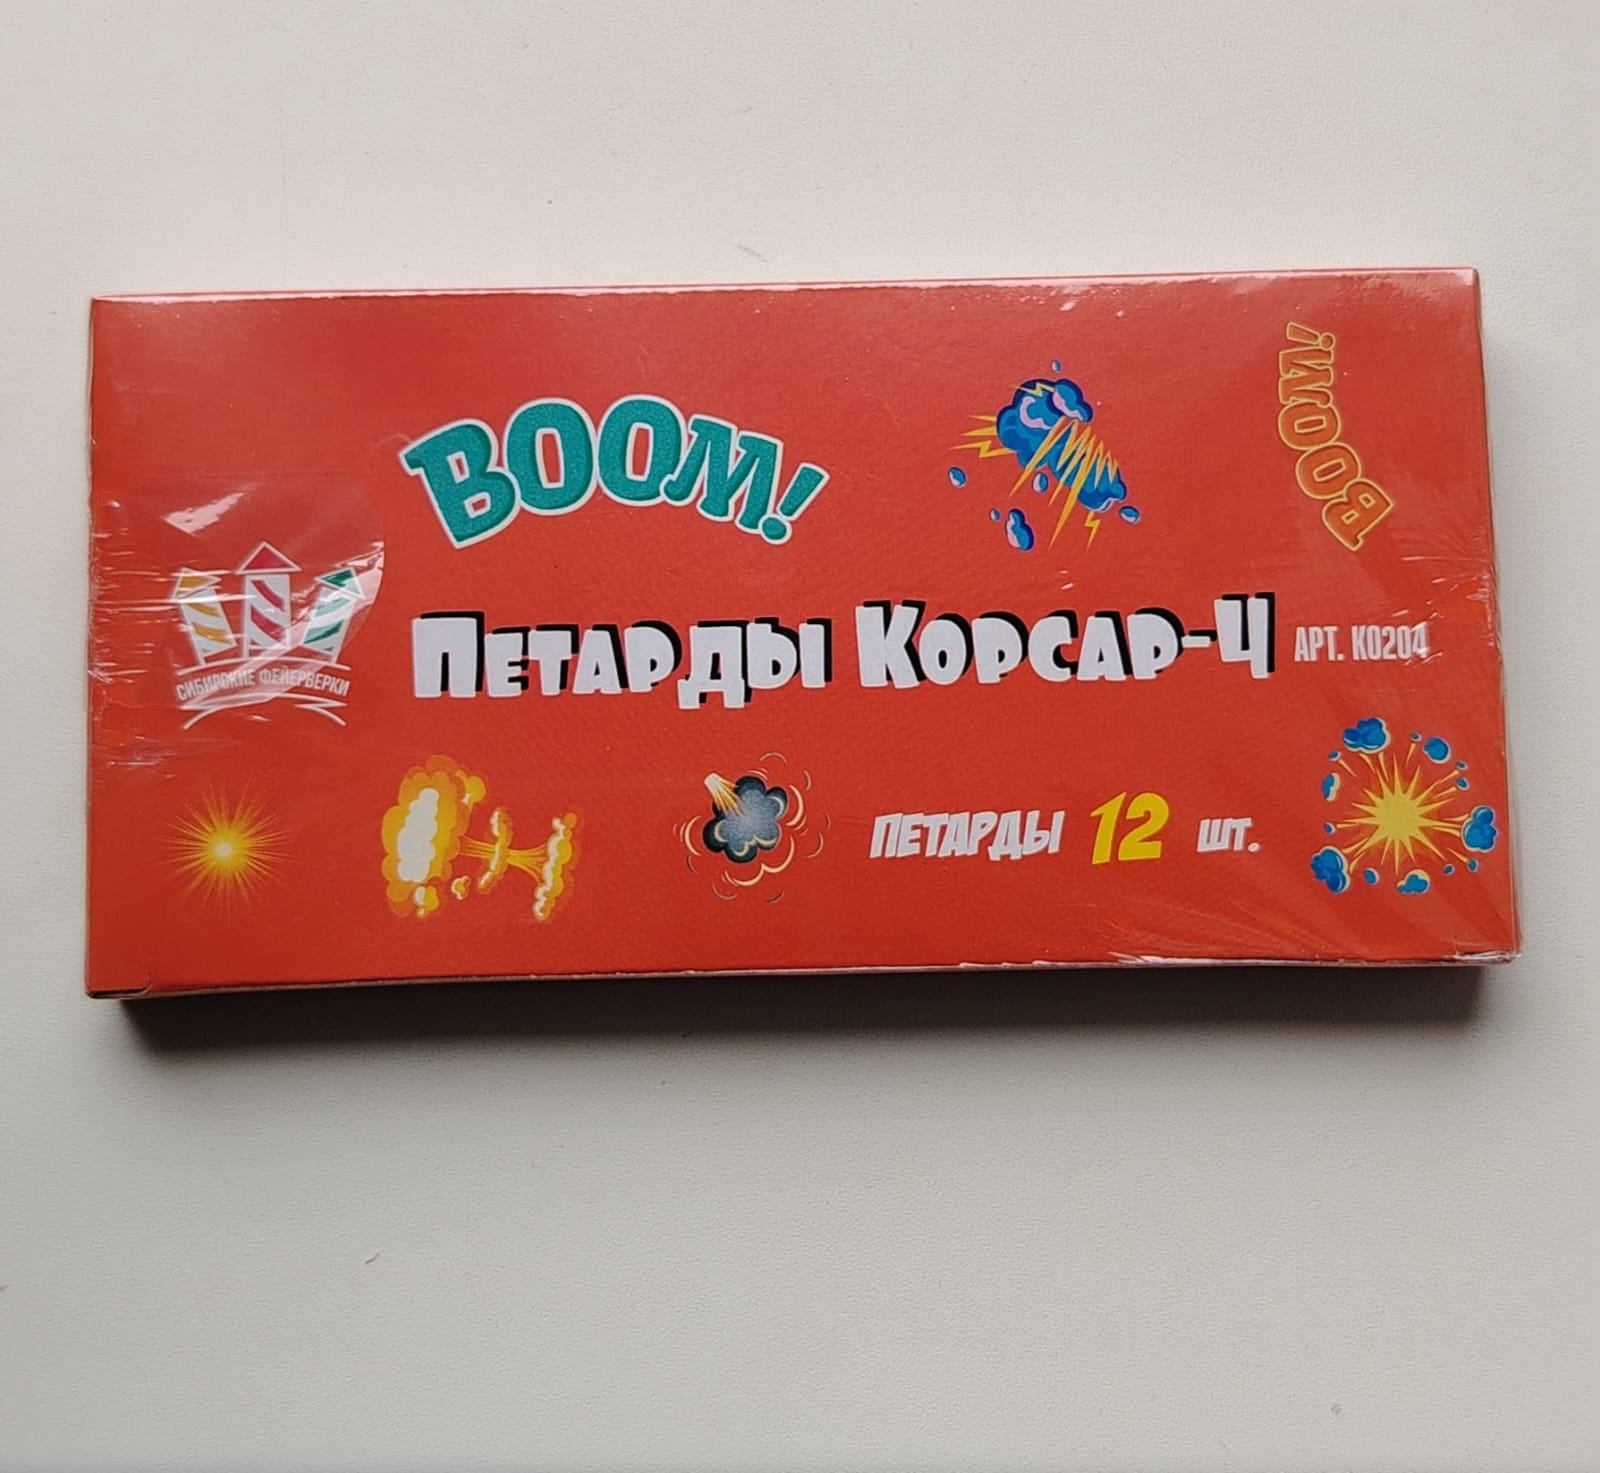 BOOM!
BOOM!
СИБИРСКИЕ ФЕЙЕРВЕРКИ
ПЕТАРДЫ КОРСАР-4 АРТ. К0204
ПЕТАРДЫ 12 ШТ.